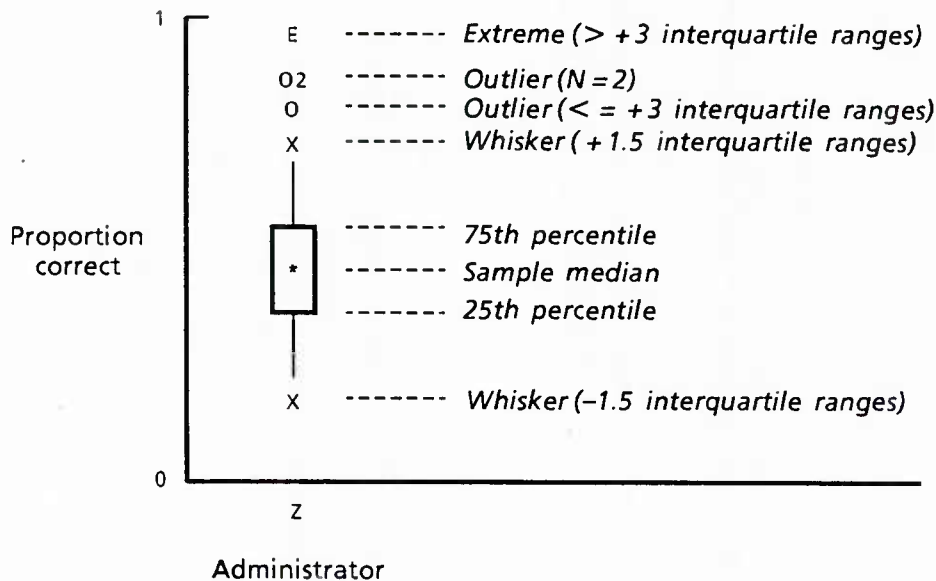 1
E ------- Extreme (> +3 interquartile ranges)
O2 ------- Outlier (N = 2)
O ------- Outlier (< = +3 interquartile ranges)
X ------- Whisker ( + 1.5 interquartile ranges)
Proportion
correct
------- 75th percentile
* ------- Sample median
------- 25th percentile
X ------- Whisker (–1.5 interquartile ranges)
0
Z
Administrator